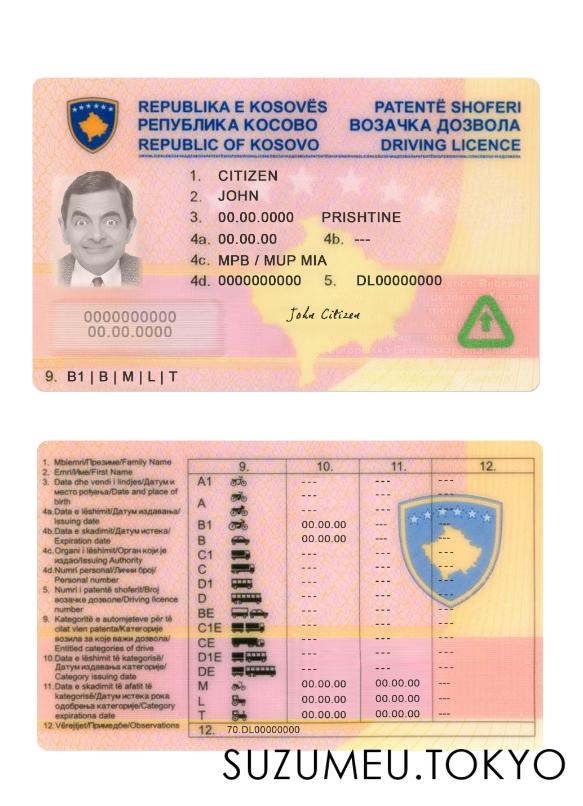 REPUBLIKA E KOSOVËS PATENTË SHOFERI
РЕПУБЛИКА КОСОВО ВОЗАЧКА ДОЗВОЛА
REPUBLIC OF KOSOVO DRIVING LICENCE
1. CITIZEN
2. JOHN
3. 00.00.0000 PRISHTINE
4a. 00.00.00 4b. ---
4c. MPB / MUP MIA
4d. 0000000000 5. DL00000000
John Citizen
0000000000
00.00.0000
9. B1 | B | M | L | T
1. Mbiemri/Презиме/Family Name
2. Emri/Име/First Name
3. Data dhe vendi i lindjes/Датум и
место рођења/Date and place of
birth
4a. Data e lëshimit/Датум издавања/
Issuing date
4b. Data e skadimit/Датум истека/
Expiration date
4c. Organi i lëshimit/Орган који је
издао/Issuing Authority
4d. Numri personal/Лични број/
Personal number
5. Numri i patentë shoferit/Број
возачке дозволе/Driving licence
number
9. Kategoritë e automjeteve për të
cilat vlen patenta/Категорије
возила за које важи дозвола/
Entitled categories of drive
10. Data e lëshimit të kategorisë/
Датум издавања категорије/
Category issuing date
11. Data e skadimit të afatit të
kategorisë/Датум истека рока
одобрења категорије/Category
expirationa date
12. Vërejtjet/Примедбе/Observations
9. 10. 11. 12.
A1 --- --- ---
A --- --- ---
--- --- ---
B1 00.00.00 --- ---
B 00.00.00 --- ---
C1 --- --- ---
C --- --- ---
D1 --- --- ---
D --- --- ---
BE --- --- ---
C1E --- --- ---
CE --- --- ---
D1E --- --- ---
DE --- --- ---
M 00.00.00 00.00.00 ---
L 00.00.00 00.00.00 ---
T 00.00.00 00.00.00 ---
12. 70.DL00000000
SUZUMEU.TOKYO